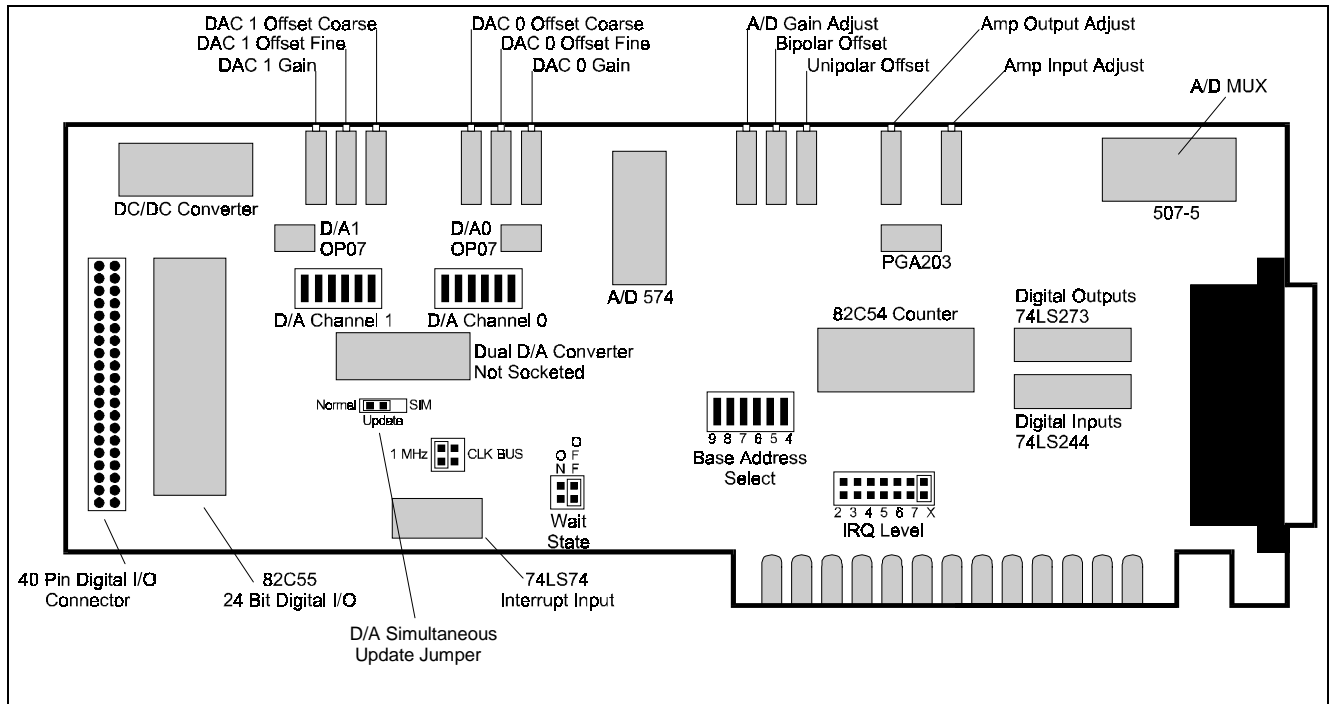 DAC 1 Offset Coarse
DAC 1 Offset Fine
DAC 1 Gain
DAC 0 Offset Coarse
DAC 0 Offset Fine
DAC 0 Gain
A/D Gain Adjust
Bipolar Offset
Unipolar Offset
Amp Output Adjust
Amp Input Adjust
A/D MUX
DC/DC Converter
D/A1
OP07
D/A0
OP07
A/D 574
PGA203
507-5
D/A Channel 1
D/A Channel 0
Dual D/A Converter
Not Socketed
82C54 Counter
Digital Outputs
74LS273
Digital Inputs
74LS244
Normal
SIM
Update
1 MHz
CLK BUS
ON
OFF
Wait
State
9 8 7 6 5 4
Base Address
Select
2 3 4 5 6 7 X
IRQ Level
40 Pin Digital I/O
Connector
82C55
24 Bit Digital I/O
74LS74
Interrupt Input
D/A Simultaneous
Update Jumper